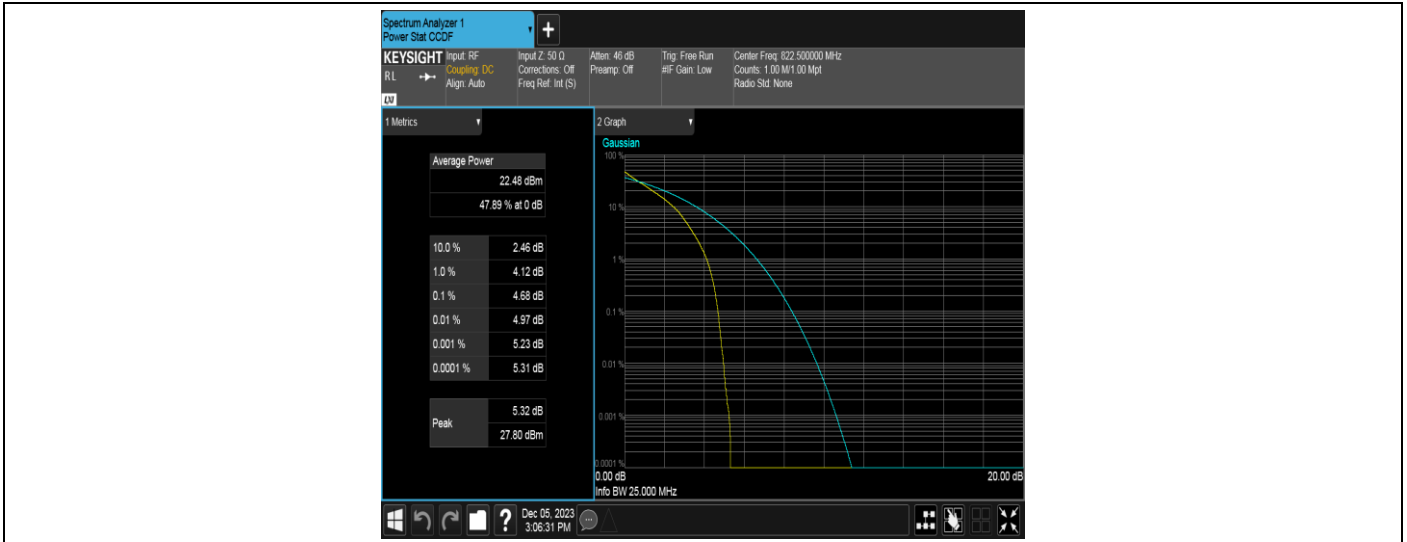 Spectrum Analyzer 1
Power Stat CCDF
+
KEYSIGHT
RL
LXI
Input: RF
Coupling: DC
Align: Auto
Input Z: 50 Ω
Corrections: Off
Freq Ref: Int (S)
Atten: 46 dB
Preamp: Off
Trig: Free Run
#IF Gain: Low
Center Freq: 822.500000 MHz
Counts: 1.00 M/1.00 Mpt
Radio Std: None
1 Metrics
Average Power
22.48 dBm
47.89 % at 0 dB
10.0 % 2.46 dB
1.0 % 4.12 dB
0.1 % 4.68 dB
0.01 % 4.97 dB
0.001 % 5.23 dB
0.0001 % 5.31 dB
Peak
5.32 dB
27.80 dBm
2 Graph
Gaussian
100 %
10 %
1 %
0.1 %
0.01 %
0.001 %
0.0001 %
0.00 dB 20.00 dB
Info BW 25.000 MHz
?
Dec 05, 2023
3:06:31 PM